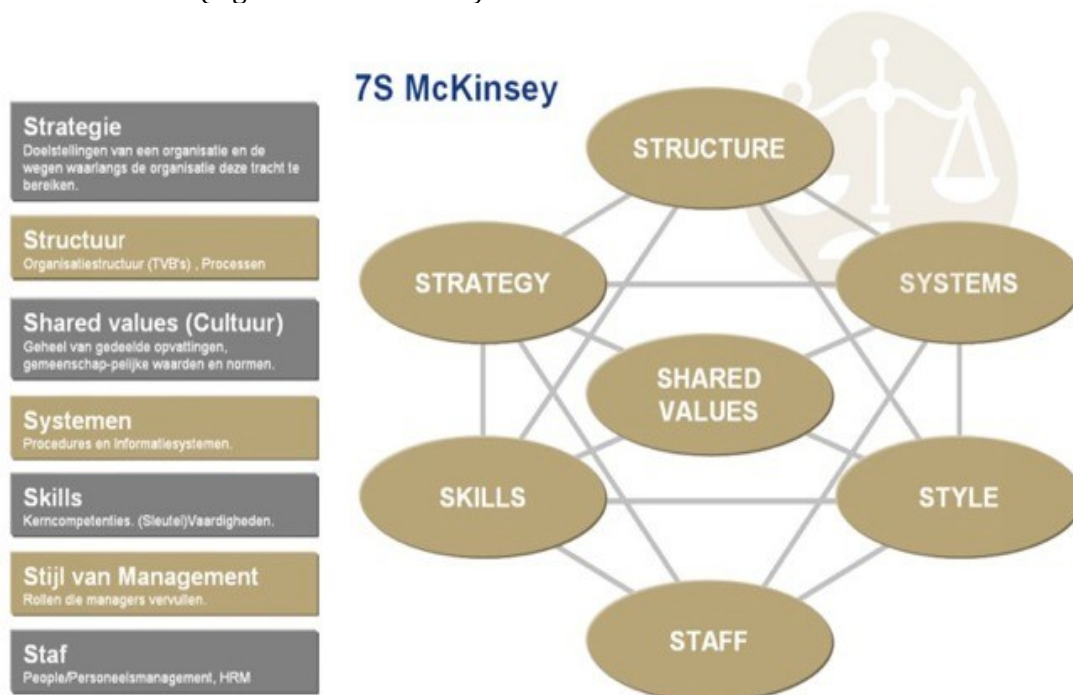 7S McKinsey
Strategie
Doelstellingen van een organisatie en de
wegen waarlangs de organisatie deze tracht te
bereiken.
Structuur
Organisatiestructuur (TVB's) , Processen
Shared values (Cultuur)
Geheel van gedeelde opvattingen,
gemeenschap-pelijke waarden en normen.
Systemen
Procedures en Informatiesystemen.
Skills
Kerncompetenties. (Sleutel)Vaardigheden.
Stijl van Management
Rollen die managers vervullen.
Staf
People/Personeelsmanagement, HRM
STRUCTURE
STRATEGY
SYSTEMS
SHARED
VALUES
SKILLS
STYLE
STAFF